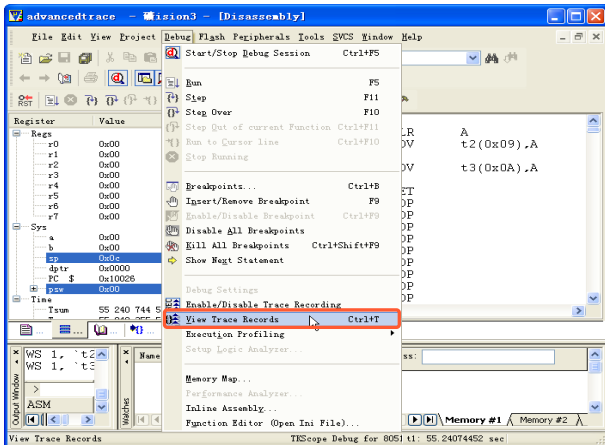 advancedtrace - µVision3 - [Disassembly]
File Edit View Project Debug Flash Peripherals Tools SVCS Window Help
Start/Stop Debug Session Ctrl+F5
Run F5
Step F11
Step Over F10
Step Out of current Function Ctrl+F11
Run to Cursor line Ctrl+F10
Stop Running
Breakpoints... Ctrl+B
Insert/Remove Breakpoint F9
Enable/Disable Breakpoint Ctrl+F9
Disable All Breakpoints
Kill All Breakpoints Ctrl+Shift+F9
Show Next Statement
Debug Settings
Enable/Disable Trace Recording
View Trace Records Ctrl+T
Execution Profiling
Setup Logic Analyzer...
Memory Map...
Performance Analyzer...
Inline Assembly...
Function Editor (Open Ini File)...
RST
Register Value
Regs
r0 0x00
r1 0x00
r2 0x00
r3 0x00
r4 0x00
r5 0x00
r6 0x00
r7 0x00
Sys
a 0x00
b 0x00
sp 0x0c
dptr 0x0000
PC $ 0x10026
psw 0x00
Time
Tsum 55 240 744 5
LR A
OV t2(0x09),A
OV t3(0x0A),A
ET
OP
OP
OP
OP
OP
OP
OP
OP
WS 1, `t2
WS 1, `t3
>
ASM
Output Window
Name
Watches
ss:
Memory #1 Memory #2
View Trace Records TKScope Debug for 8051 t1: 55.24074452 sec